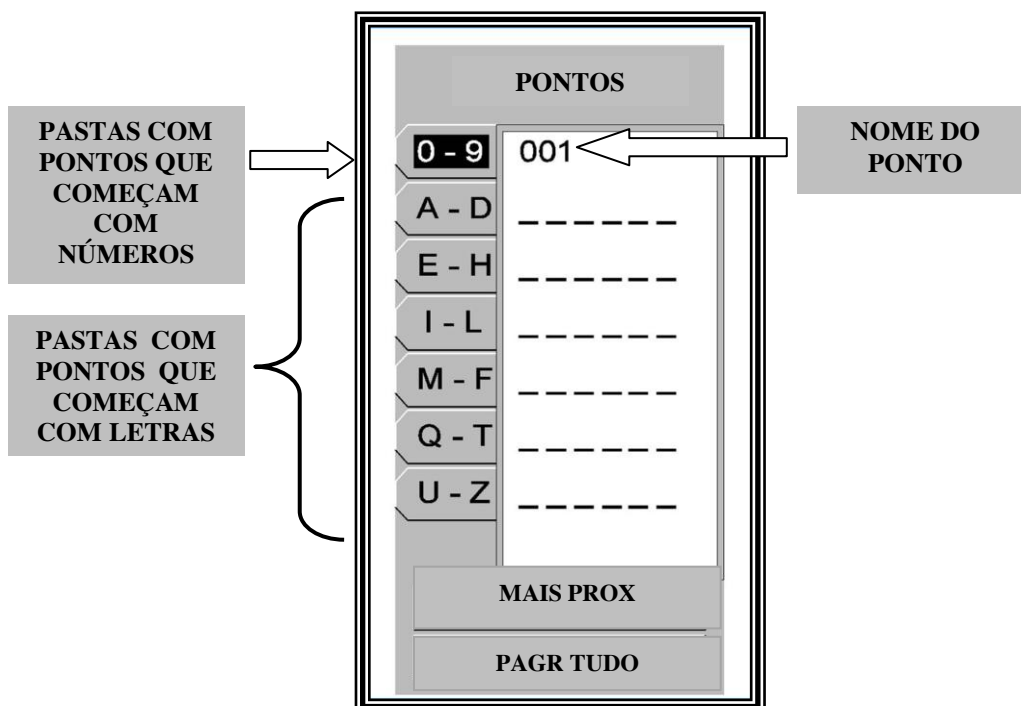 PONTOS
PASTAS COM
PONTOS QUE
COMEÇAM
COM
NÚMEROS
0 - 9
001
NOME DO
PONTO
A - D
E - H
I - L
M - F
Q - T
U - Z
PASTAS COM
PONTOS QUE
COMEÇAM
COM LETRAS
MAIS PROX
PAGR TUDO